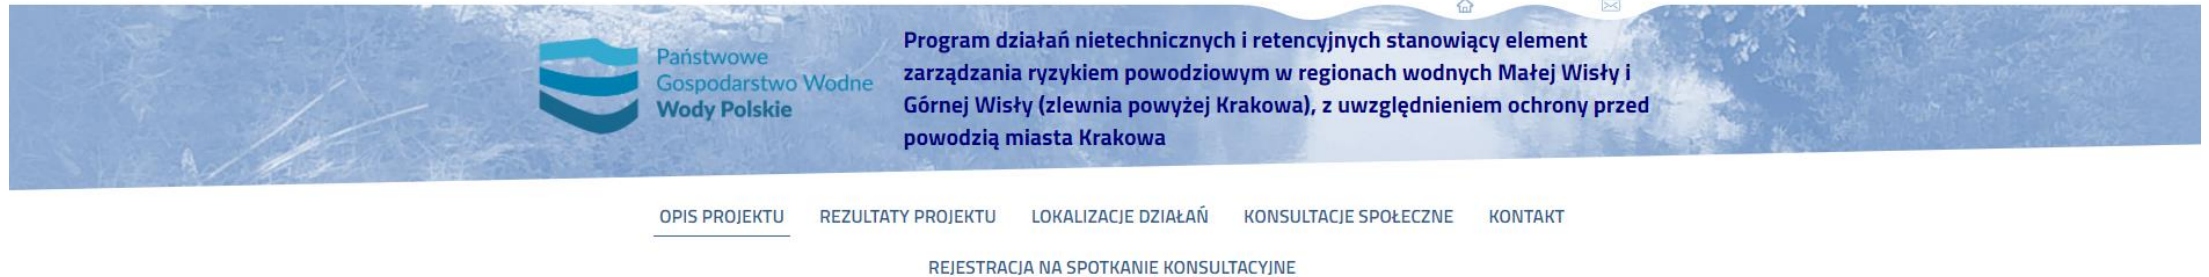 Państwowe
Gospodarstwo Wodne
Wody Polskie
Program działań nietechnicznych i retencyjnych stanowiący element
zarządzania ryzykiem powodziowym w regionach wodnych Małej Wisły i
Górnej Wisły (zlewnia powyżej Krakowa), z uwzględnieniem ochrony przed
powodzią miasta Krakowa
OPIS PROJEKTU REZULTATY PROJEKTU LOKALIZACJE DZIAŁAŃ KONSULTACJE SPOŁECZNE KONTAKT
REJESTRACJA NA SPOTKANIE KONSULTACYJNE